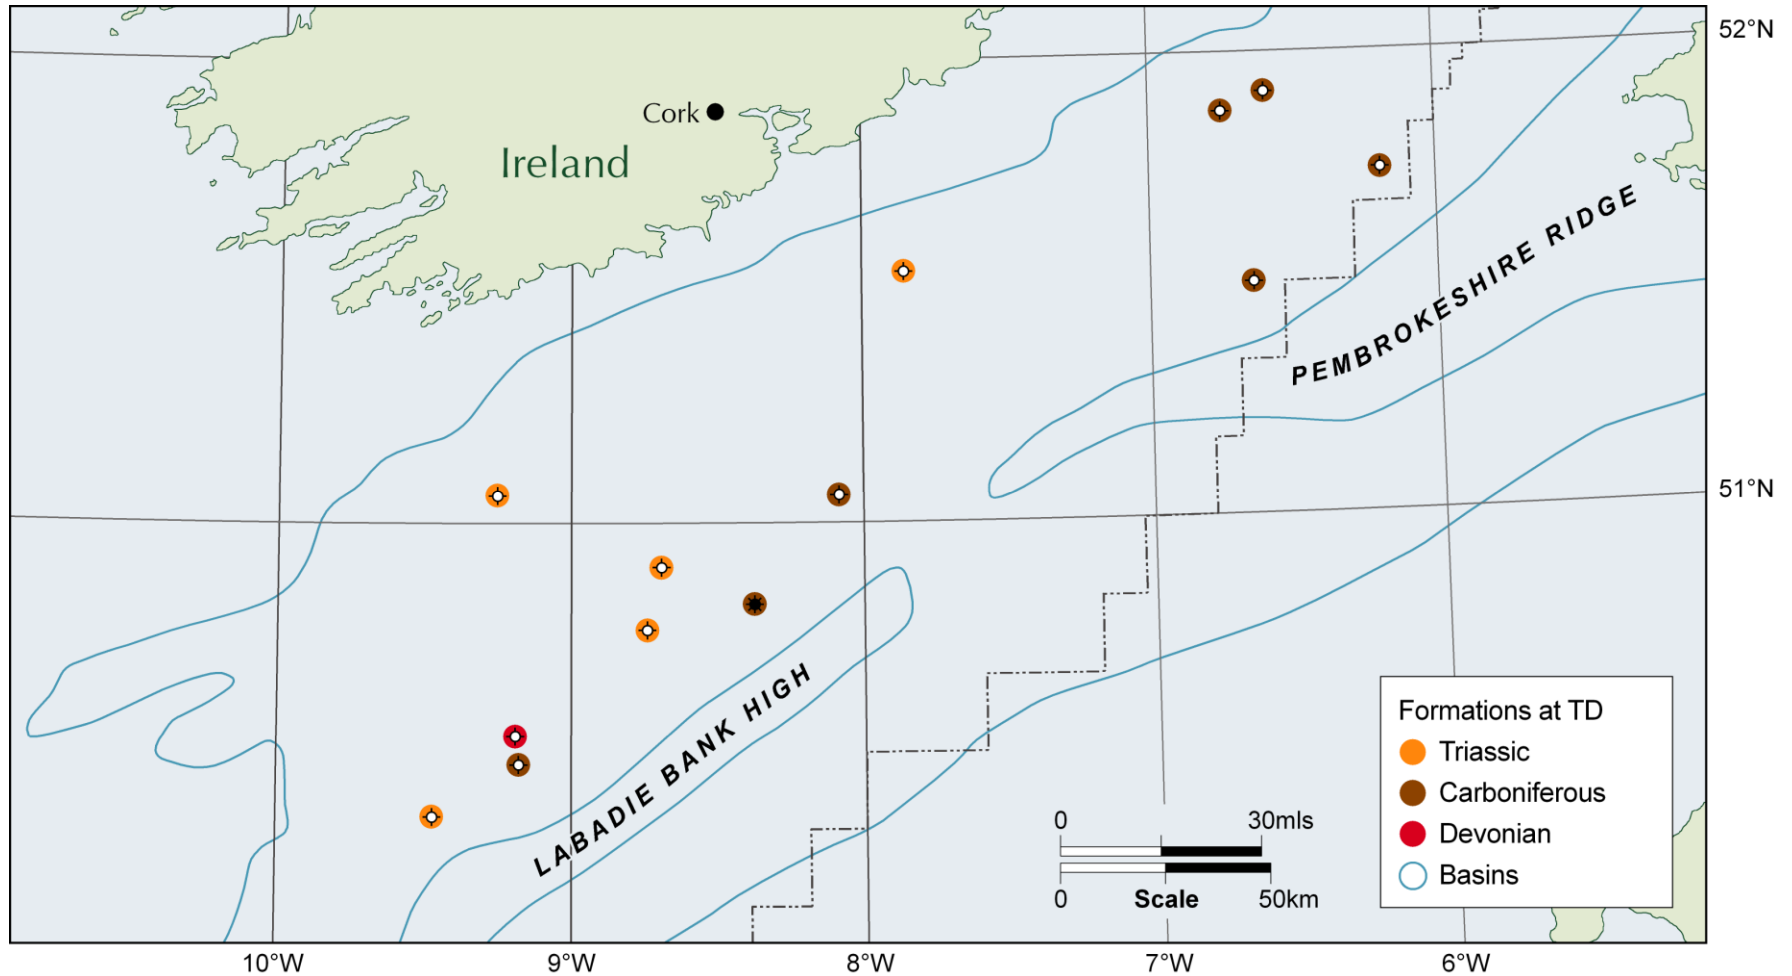 52°N
Cork
Ireland
PEMBROKESHIRE RIDGE
51°N
LABADIE BANK HIGH
Formations at TD
Triassic
Carboniferous
Devonian
Basins
0 30mls
0 Scale 50km
10°W 9°W 8°W 7°W 6°W